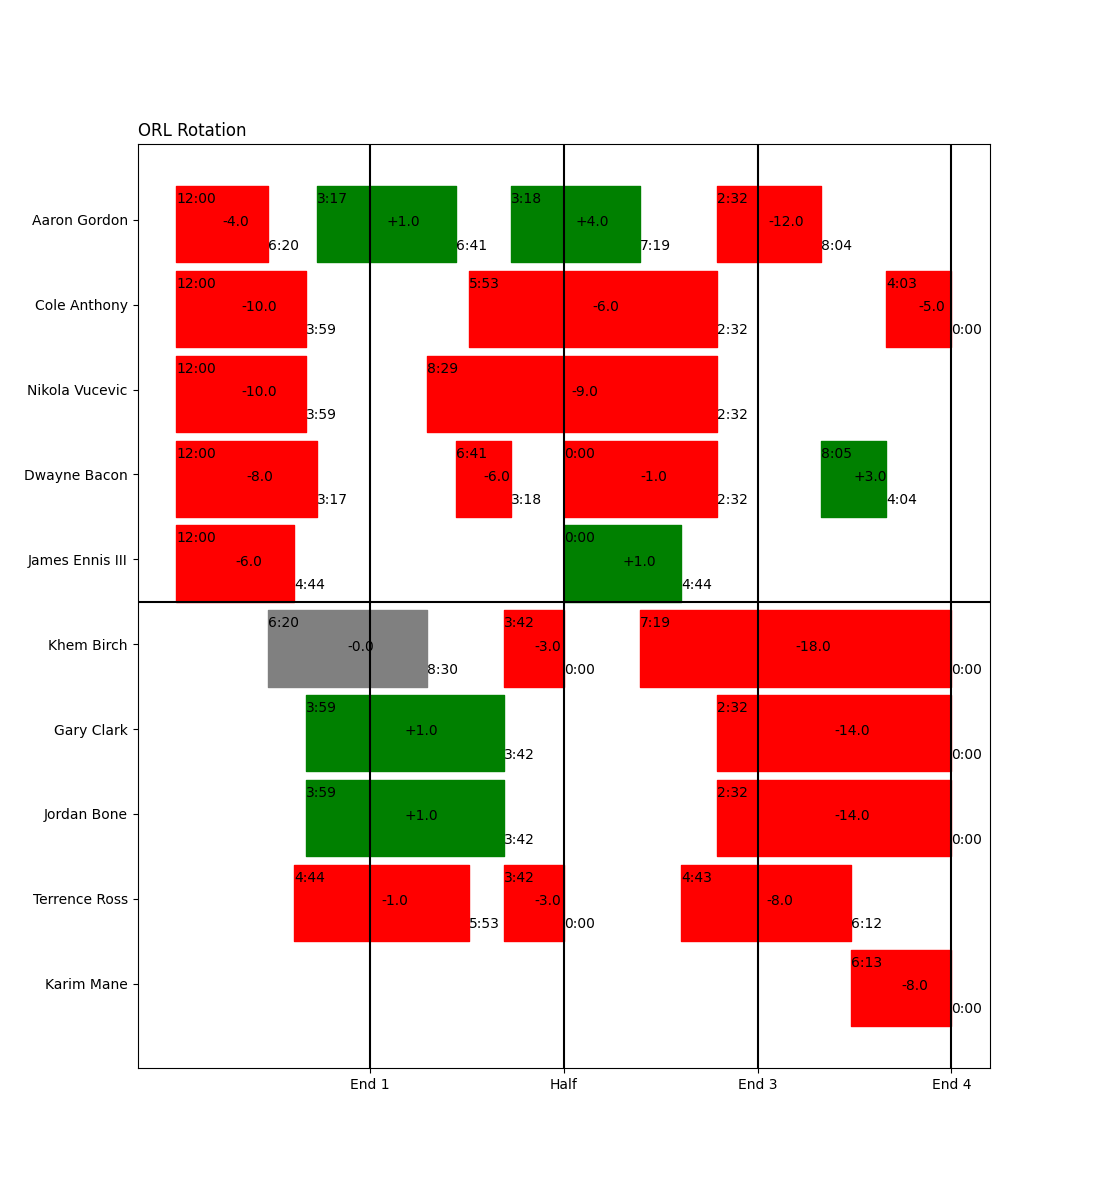 ORL Rotation
Aaron Gordon
12:00 -4.0 6:20 3:17 +1.0 6:41 3:18 +4.0 7:19 2:32 -12.0 8:04
Cole Anthony
12:00 -10.0 3:59 5:53 -6.0 2:32 4:03 -5.0 0:00
Nikola Vucevic
12:00 -10.0 3:59 8:29 -9.0 2:32
Dwayne Bacon
12:00 -8.0 3:17 6:41 -6.0 3:18 0:00 -1.0 2:32 8:05 +3.0 4:04
James Ennis III
12:00 -6.0 4:44 0:00 +1.0 4:44
Khem Birch
6:20 -0.0 8:30 3:42 -3.0 0:00 7:19 -18.0 0:00
Gary Clark
3:59 +1.0 3:42 2:32 -14.0 0:00
Jordan Bone
3:59 +1.0 3:42 2:32 -14.0 0:00
Terrence Ross
4:44 -1.0 5:53 3:42 -3.0 0:00 4:43 -8.0 6:12
Karim Mane
6:13 -8.0 0:00
End 1 Half End 3 End 4